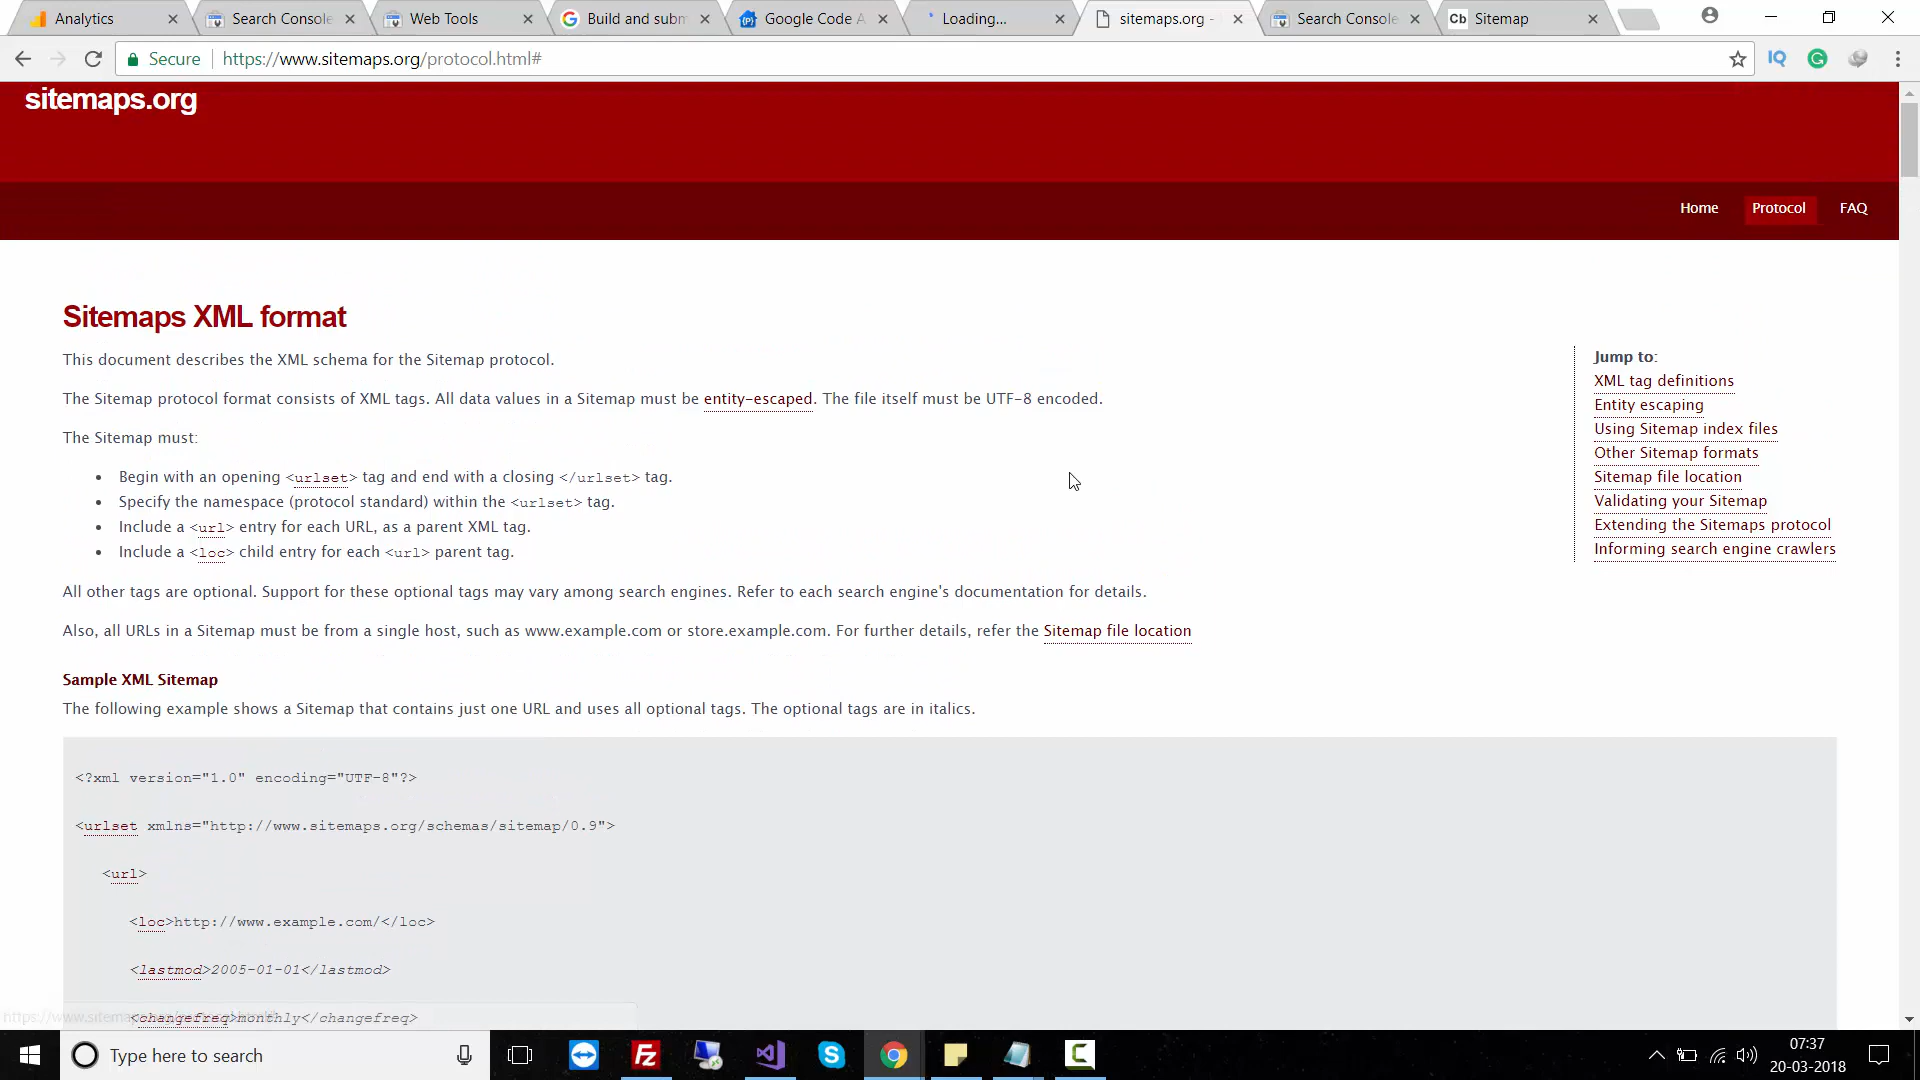 Analytics
Search Console
Web Tools
Build and subm
Google Code A
Loading...
sitemaps.org -
Search Console
Cb Sitemap
Secure https://www.sitemaps.org/protocol.html#
IQ
sitemaps.org
Home Protocol FAQ
Sitemaps XML format
This document describes the XML schema for the Sitemap protocol.
The Sitemap protocol format consists of XML tags. All data values in a Sitemap must be entity-escaped. The file itself must be UTF-8 encoded.
The Sitemap must:
• Begin with an opening <urlset> tag and end with a closing </urlset> tag.
• Specify the namespace (protocol standard) within the <urlset> tag.
• Include a <url> entry for each URL, as a parent XML tag.
• Include a <loc> child entry for each <url> parent tag.
All other tags are optional. Support for these optional tags may vary among search engines. Refer to each search engine's documentation for details.
Also, all URLs in a Sitemap must be from a single host, such as www.example.com or store.example.com. For further details, refer the Sitemap file location
Jump to:
XML tag definitions
Entity escaping
Using Sitemap index files
Other Sitemap formats
Sitemap file location
Validating your Sitemap
Extending the Sitemaps protocol
Informing search engine crawlers
Sample XML Sitemap
The following example shows a Sitemap that contains just one URL and uses all optional tags. The optional tags are in italics.
<?xml version="1.0" encoding="UTF-8"?>
<urlset xmlns="http://www.sitemaps.org/schemas/sitemap/0.9">
<url>
<loc>http://www.example.com/</loc>
<lastmod>2005-01-01</lastmod>
<changefreq>monthly</changefreq>
Type here to search
07:37
20-03-2018